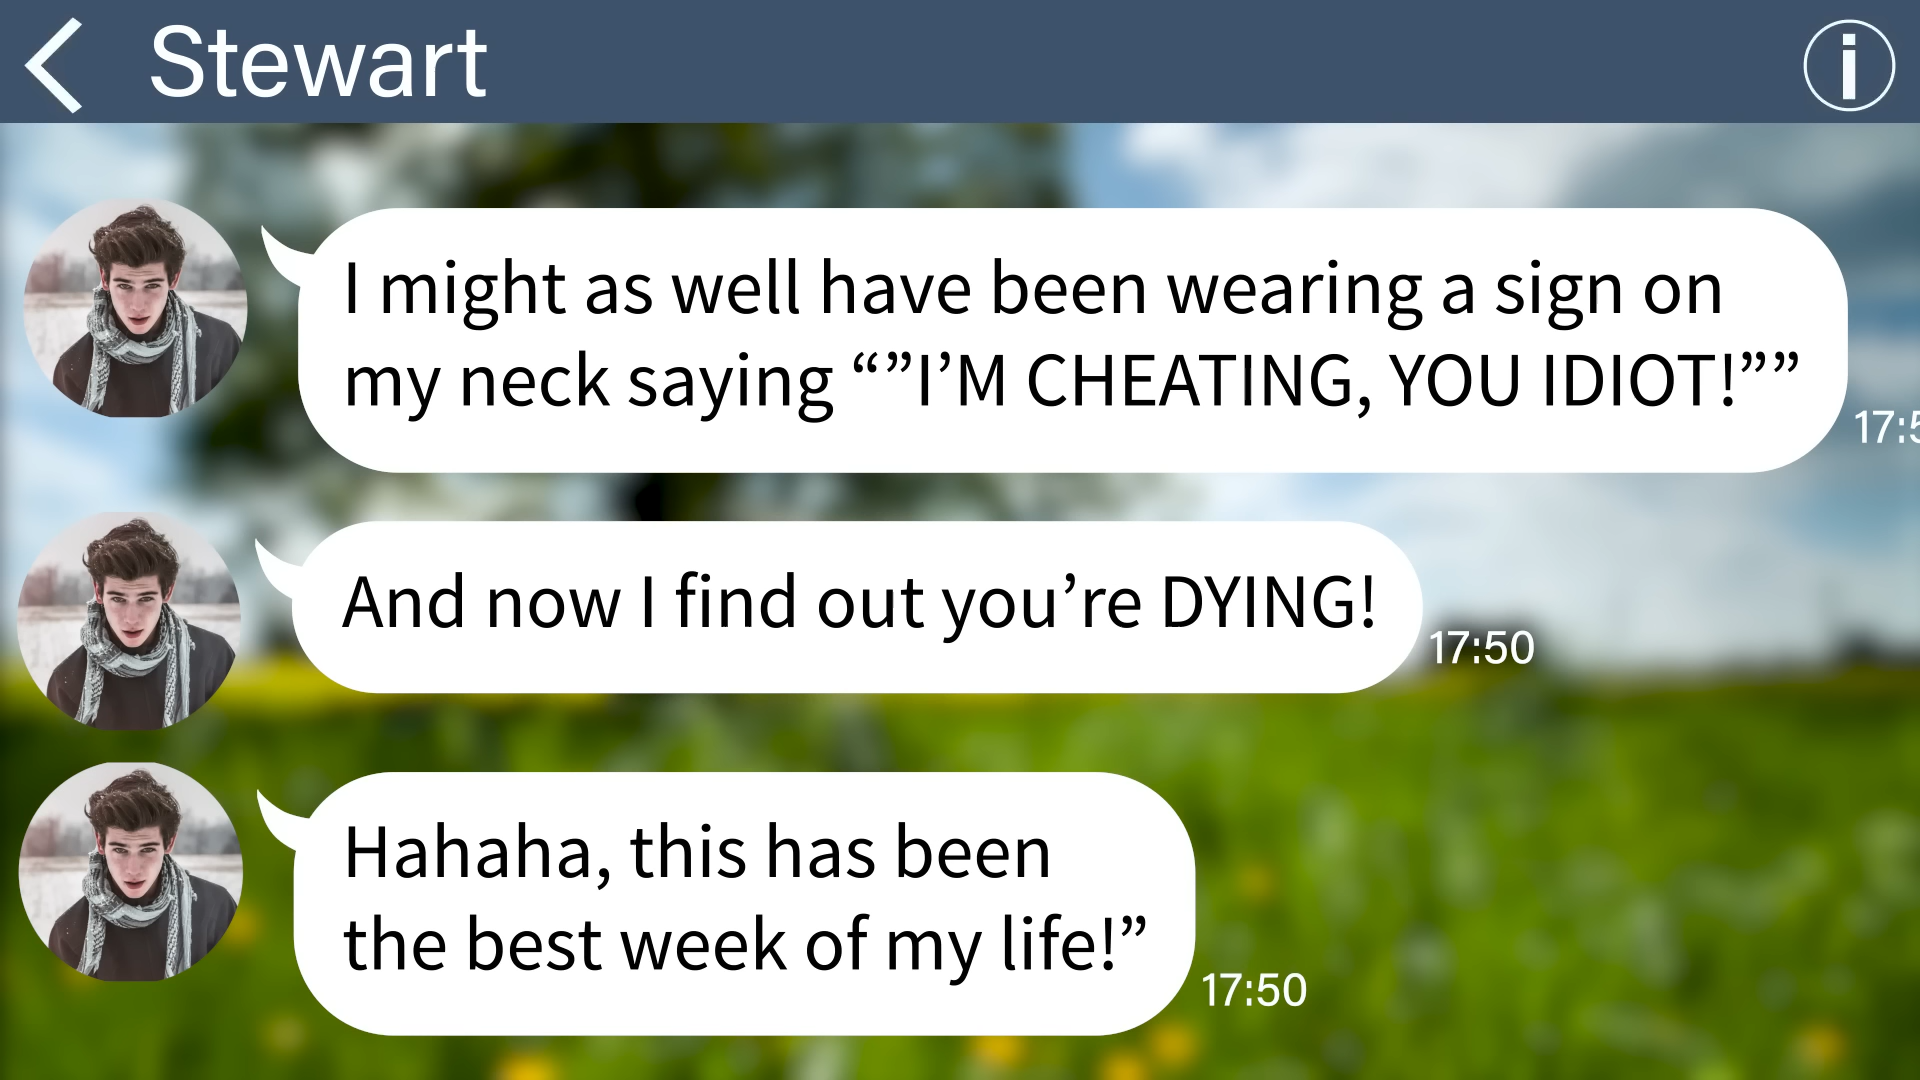 Stewart
I might as well have been wearing a sign on
my neck saying “”I’M CHEATING, YOU IDIOT!””
17:5
And now I find out you’re DYING!
17:50
Hahaha, this has been
the best week of my life!”
17:50